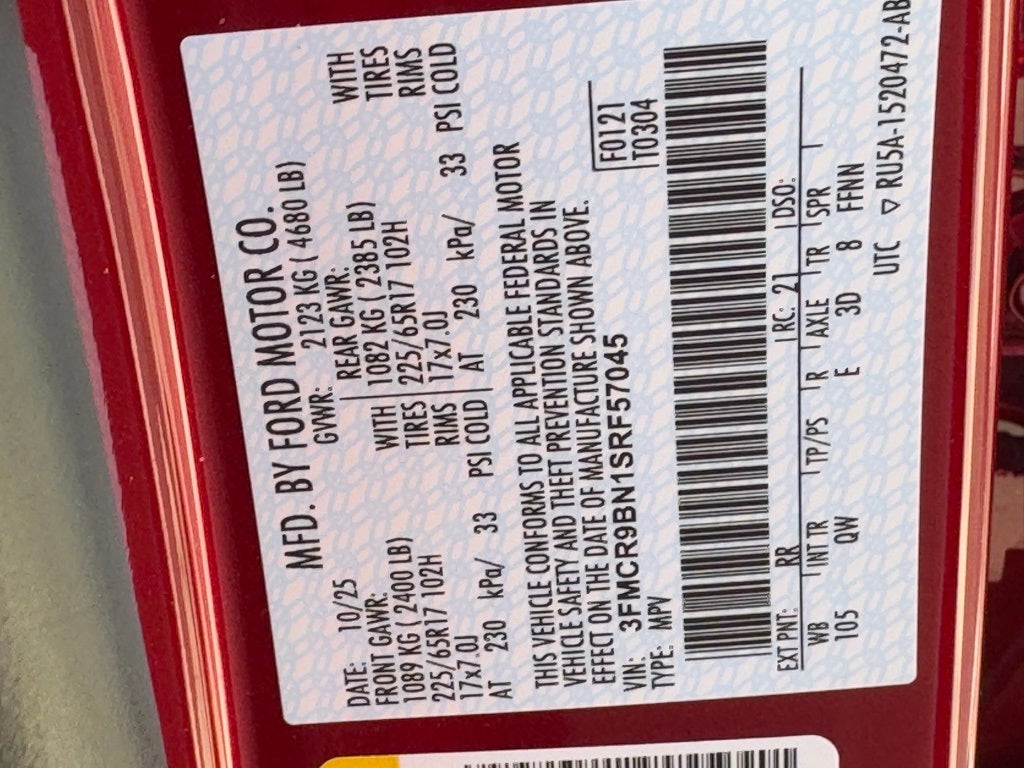 MFD. BY FORD MOTOR CO.
DATE: 10/25 GVWR: 2123 KG ( 4680 LB)
FRONT GAWR: REAR GAWR:
1089 KG ( 2400 LB) WITH 1082 KG ( 2385 LB) WITH
225/65R17 102H TIRES 225/65R17 102H TIRES
17x7.0J RIMS 17x7.0J RIMS
AT 230 kPa/ 33 PSI COLD AT 230 kPa/ 33 PSI COLD
THIS VEHICLE CONFORMS TO ALL APPLICABLE FEDERAL MOTOR
VEHICLE SAFETY AND THEFT PREVENTION STANDARDS IN
EFFECT ON THE DATE OF MANUFACTURE SHOWN ABOVE.
VIN: 3FMCR9BN1SRF57045 F0121
TYPE: MPV T0304
EXT PNT: RR RC: 21 DSO:
WB INT TR TP/PS R AXLE TR SPR
105 QW E 3D 8 FFNN
UTC ▽ RU5A-1520472-AB